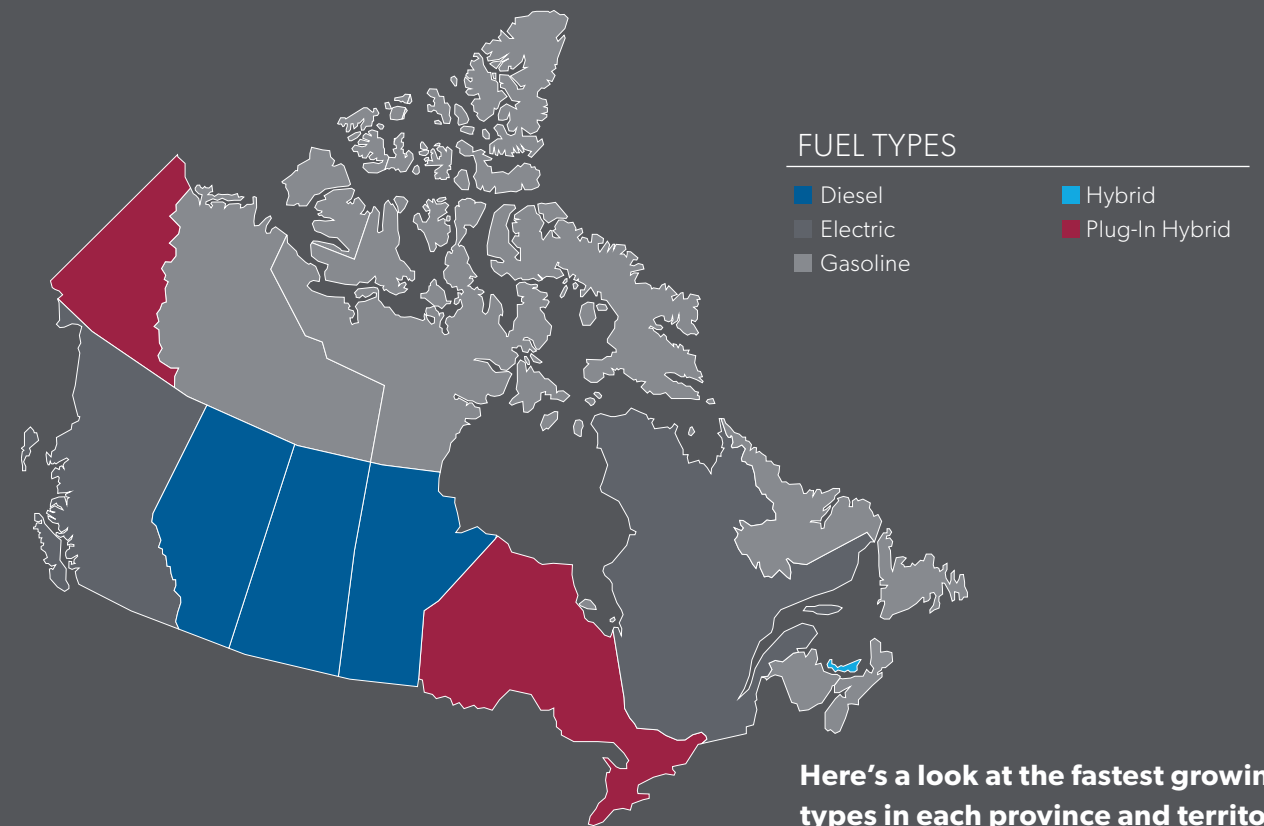 FUEL TYPES
Diesel
Electric
Gasoline
Hybrid
Plug-In Hybrid
Here's a look at the fastest
types in each province and